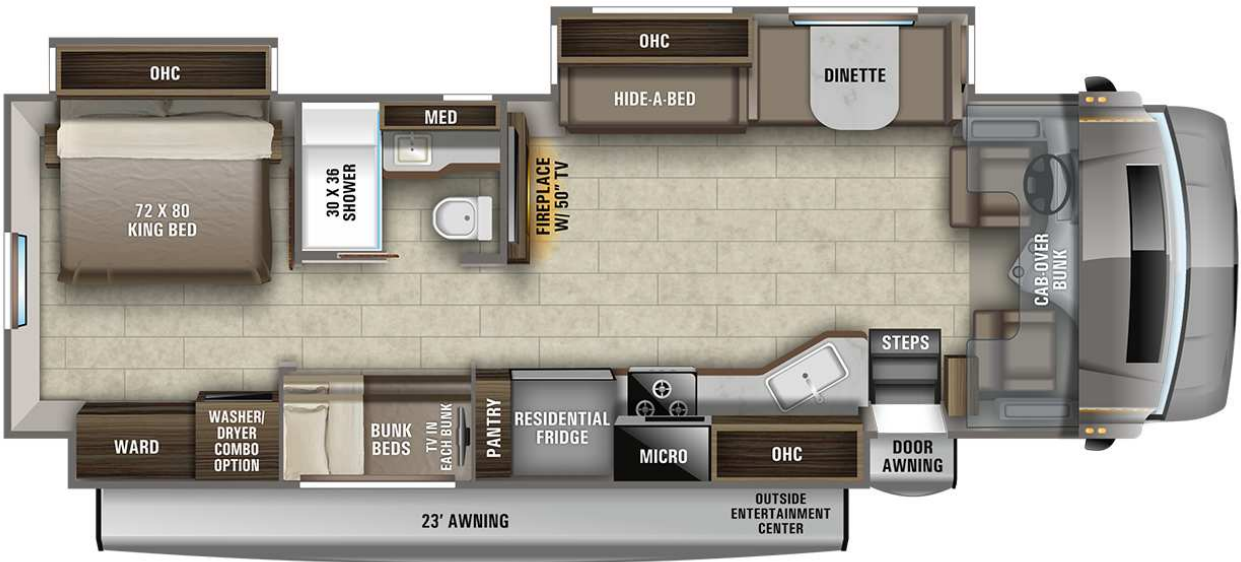 OHC
OHC
DINETTE
HIDE-A-BED
MED
30 X 36
SHOWER
FIREPLACE
W/ 50" TV
72 X 80
KING BED
CAB-OVER
BUNK
STEPS
WARD
WASHER/
DRYER
COMBO
OPTION
BUNK
BEDS
TV IN
EACH BUNK
PANTRY
RESIDENTIAL
FRIDGE
MICRO
OHC
DOOR
AWNING
23' AWNING
OUTSIDE
ENTERTAINMENT
CENTER